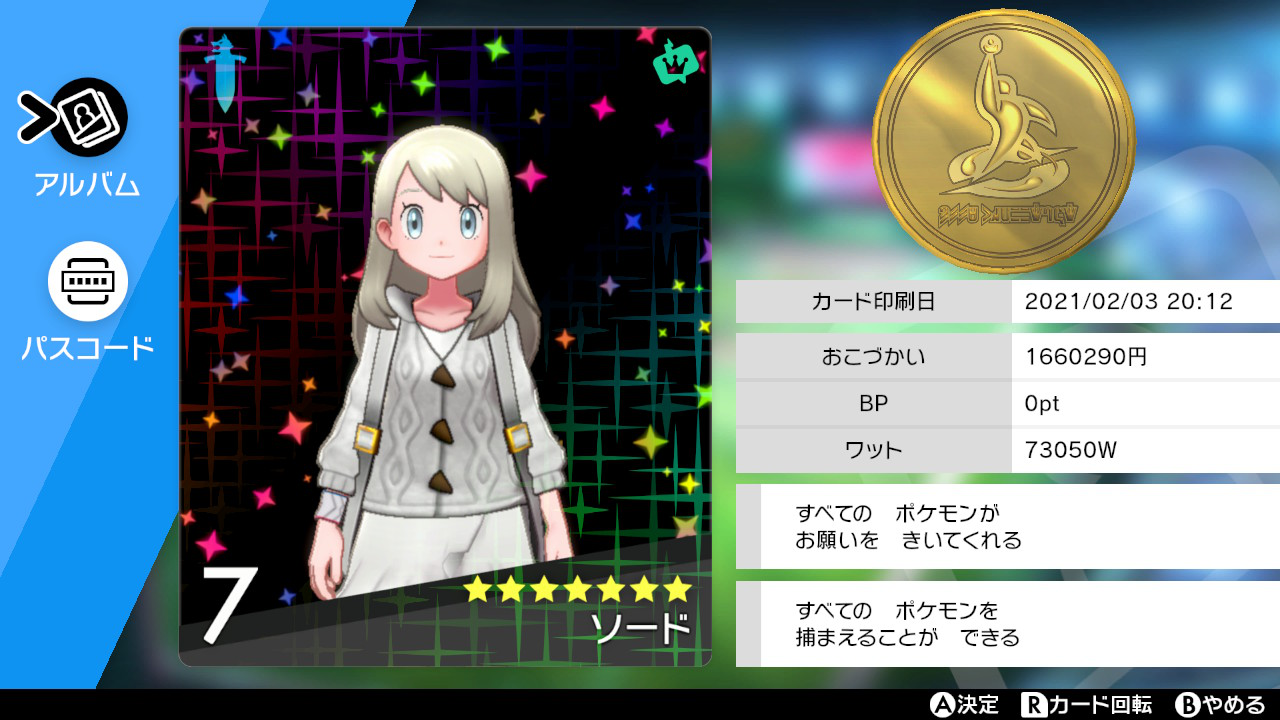 アルバム
パスコード
7
ソード
カード印刷日 2021/02/03 20:12
おこづかい 1660290円
BP 0pt
ワット 73050W
すべての ポケモンが
お願いを きいてくれる
すべての ポケモンを
捕まえることが できる
A決定 Rカード回転 Bやめる